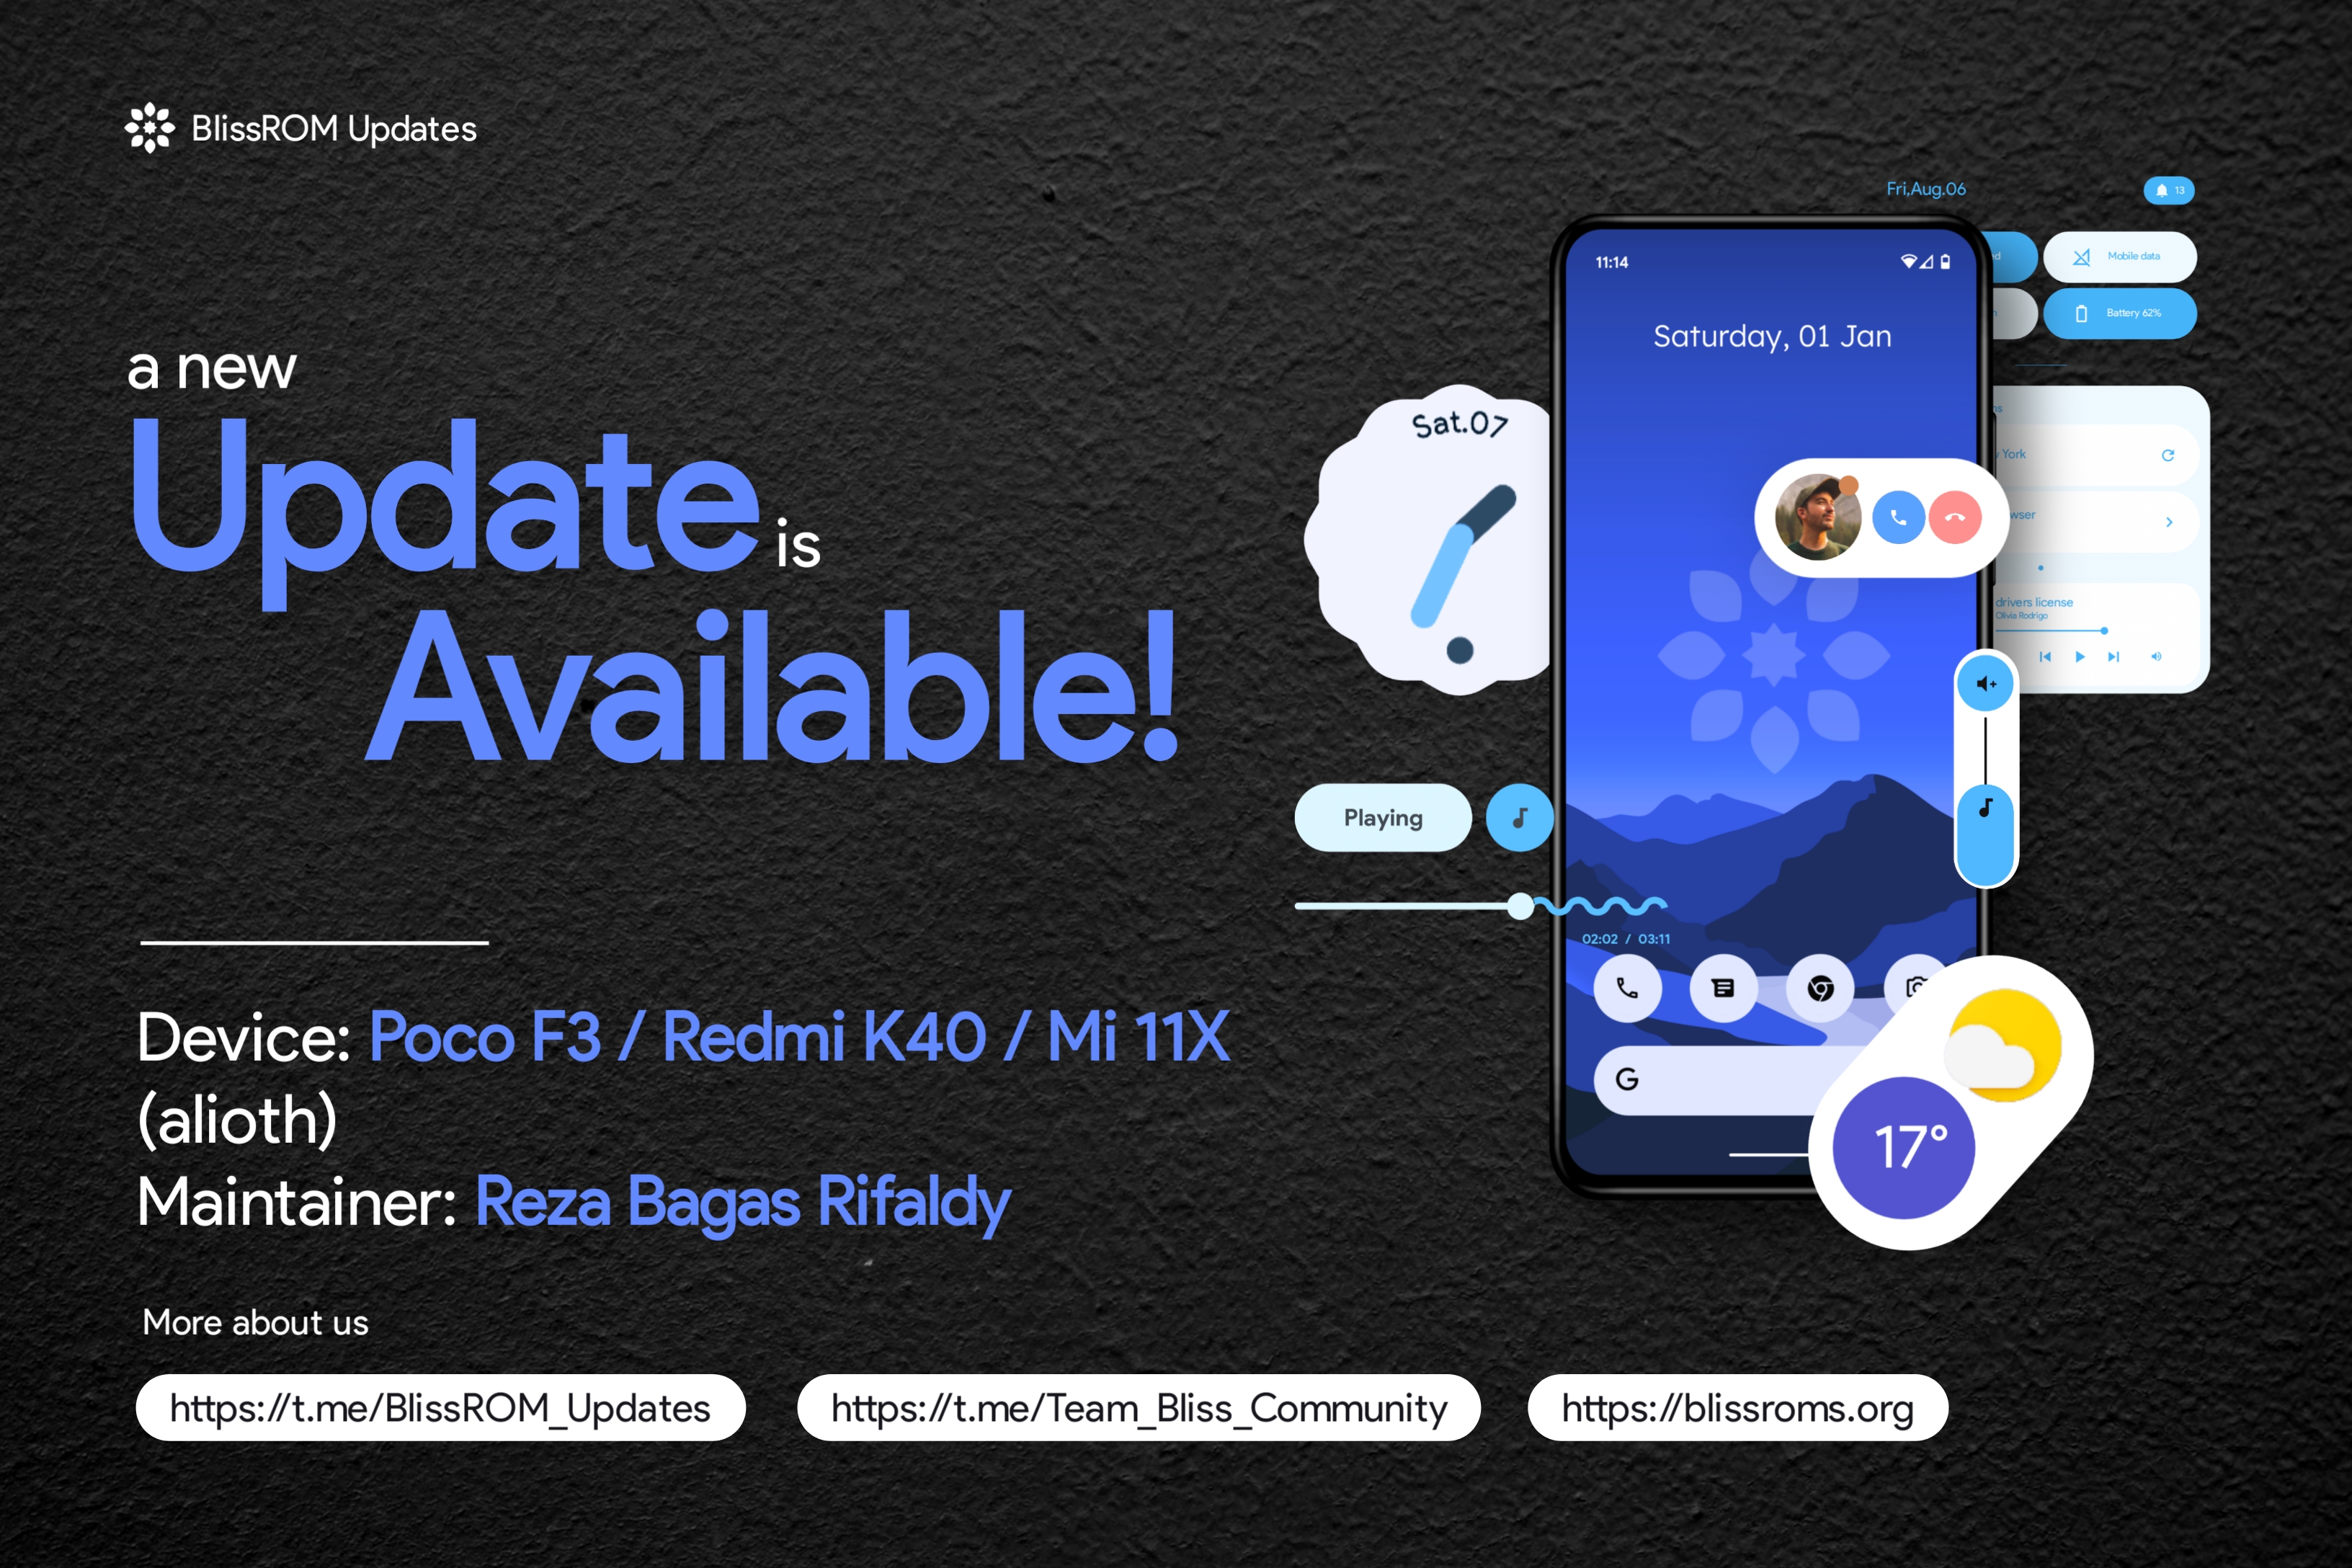 BlissROM Updates
a new
Update is
Available!
Device: Poco F3 / Redmi K40 / Mi 11X
(alioth)
Maintainer: Reza Bagas Rifaldy
More about us
https://t.me/BlissROM_Updates
https://t.me/Team_Bliss_Community
https://blissroms.org
Fri,Aug.06
13
Mobile data
Battery 62%
11:14
Saturday, 01 Jan
Sat.07
York
drivers license
Olivia Rodrigo
Playing
02:02 / 03:11
G
17°